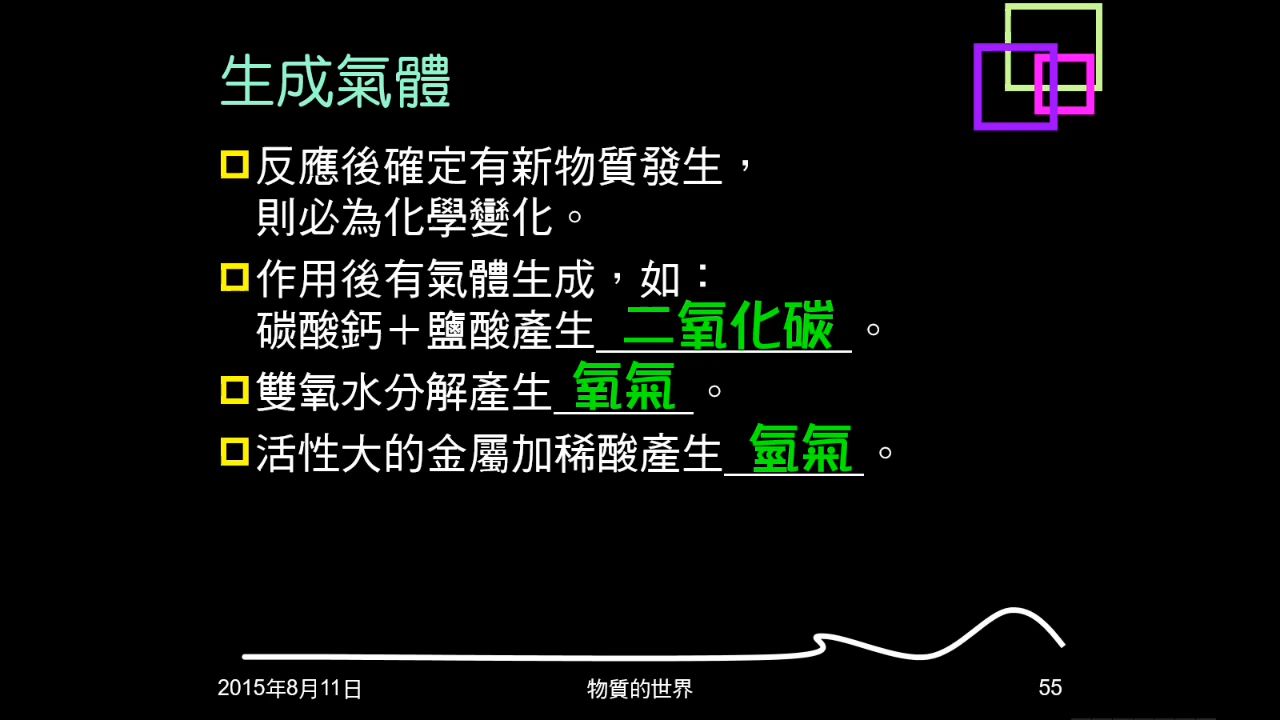 生成氣體
反應後確定有新物質發生，
則必為化學變化。
作用後有氣體生成，如：
碳酸鈣＋鹽酸產生 二氧化碳 。
雙氧水分解產生 氧氣 。
活性大的金屬加稀酸產生 氫氣 。
2015年8月11日 物質的世界 55